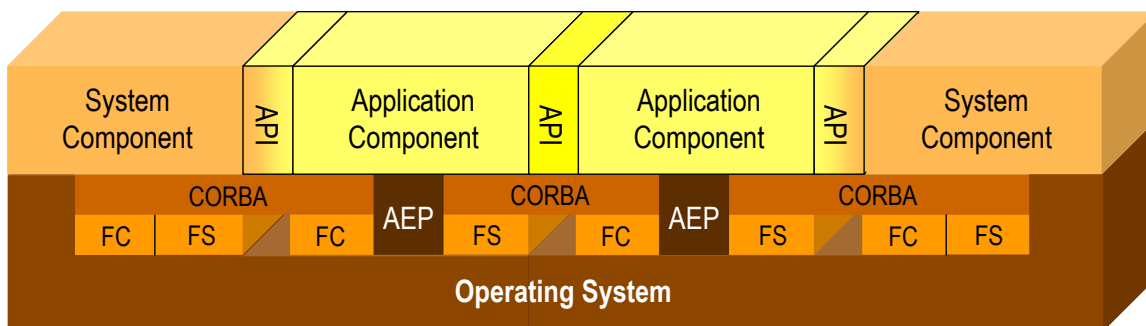 System
Component
API
Application
Component
API
Application
Component
API
System
Component
CORBA
AEP
CORBA
AEP
CORBA
FC
FS
FC
FS
FC
FS
FC
FS
Operating System